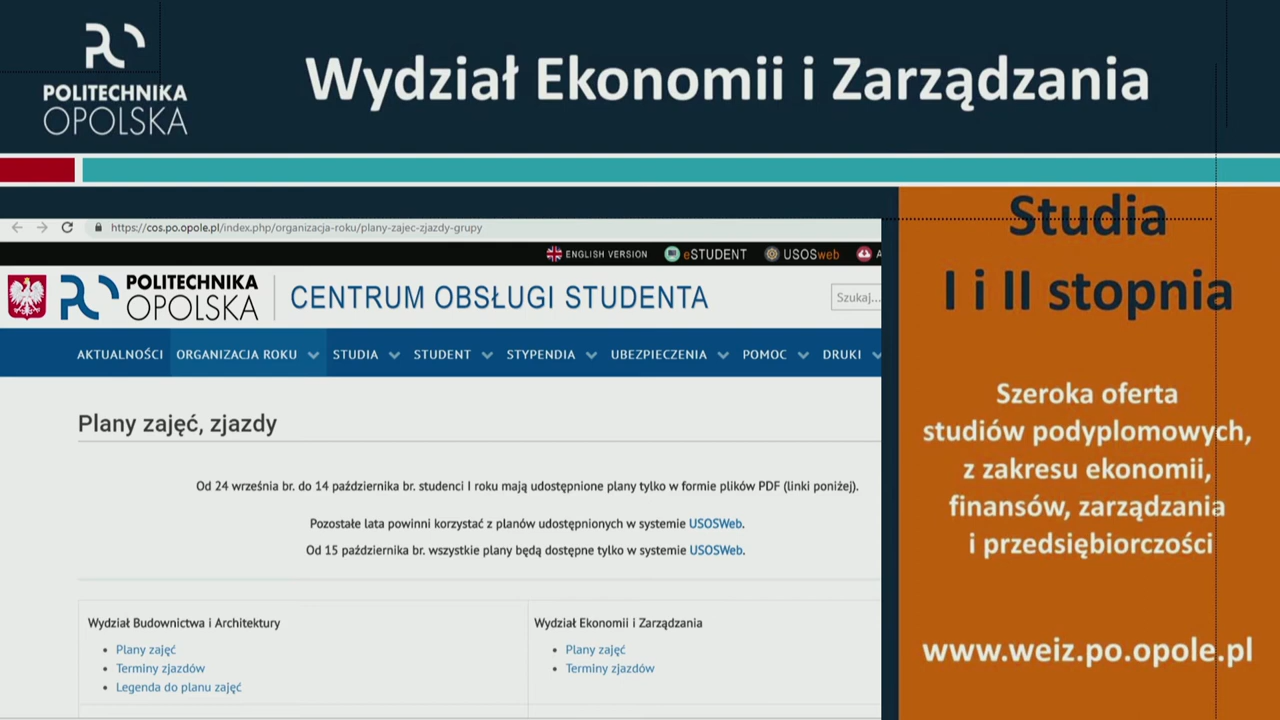 POLITECHNIKA
OPOLSKA
Wydział Ekonomii i Zarządzania
https://cos.po.opole.pl/index.php/organizacja-roku/plany-zajec-zjazdy-grupy
ENGLISH VERSION
eSTUDENT
USOSweb
A
POLITECHNIKA
OPOLSKA
CENTRUM OBSŁUGI STUDENTA
Szukaj...
AKTUALNOŚCI ORGANIZACJA ROKU STUDIA STUDENT STYPENDIA UBEZPIECZENIA POMOC DRUKI
Plany zajęć, zjazdy
Od 24 września br. do 14 października br. studenci I roku mają udostępnione plany tylko w formie plików PDF (linki poniżej).
Pozostałe lata powinni korzystać z planów udostępnionych w systemie USOSWeb.
Od 15 października br. wszystkie plany będą dostępne tylko w systemie USOSWeb.
Wydział Budownictwa i Architektury
Plany zajęć
Terminy zjazdów
Legenda do planu zajęć
Wydział Ekonomii i Zarządzania
Plany zajęć
Terminy zjazdów
Studia
I i II stopnia
Szeroka oferta
studiów podyplomowych,
z zakresu ekonomii,
finansów, zarządzania
i przedsiębiorczości
www.weiz.po.opole.pl